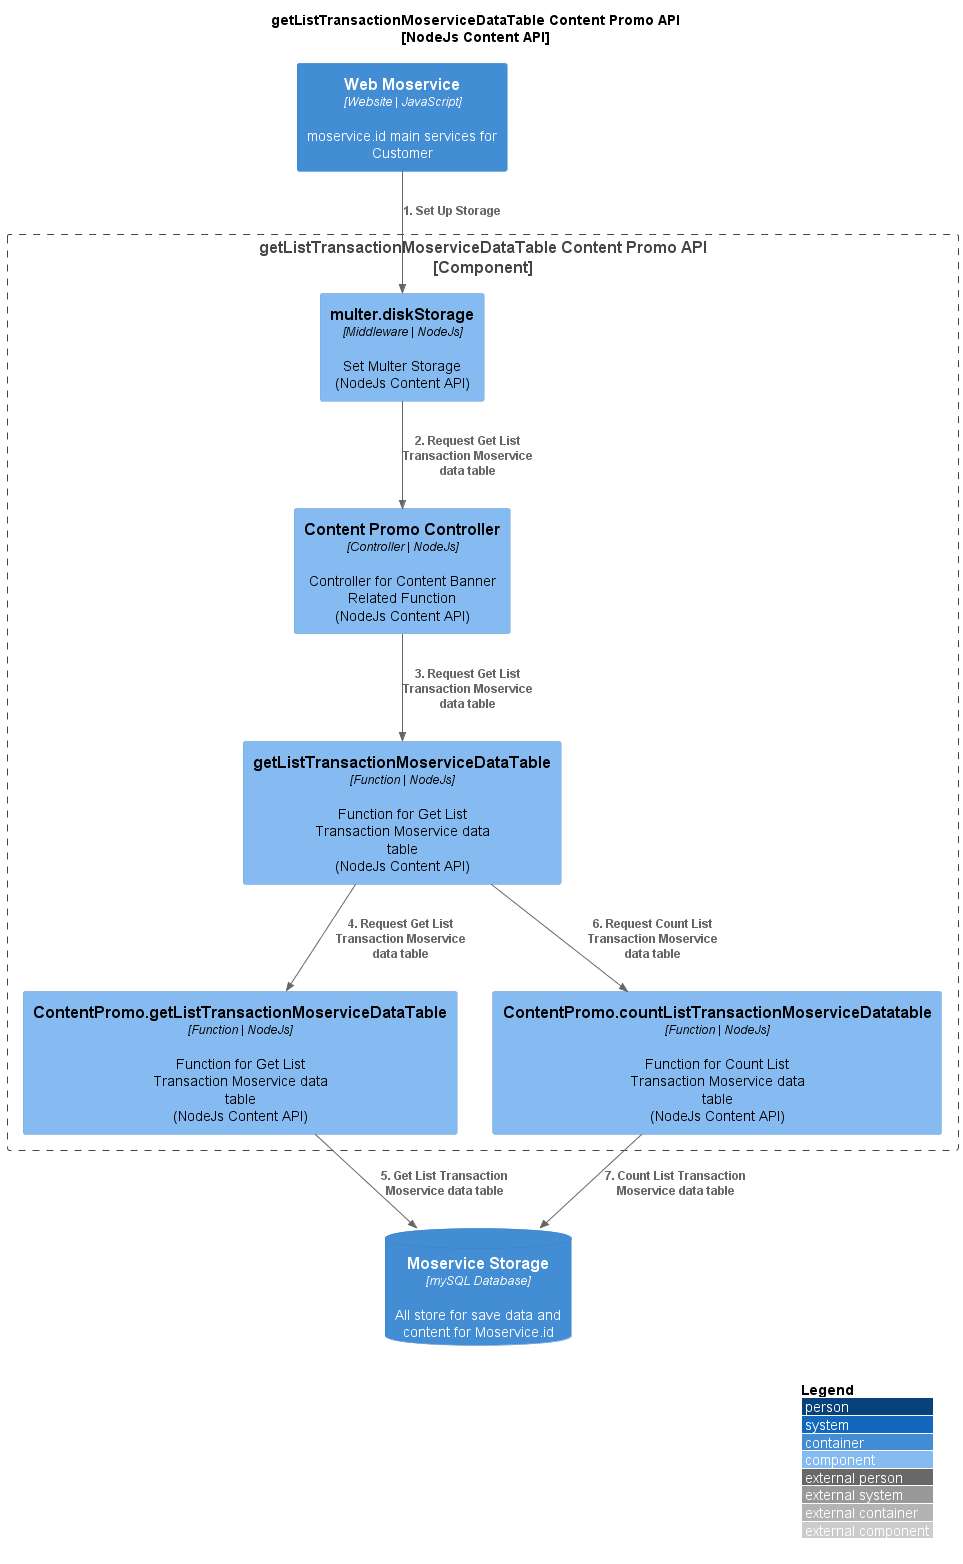 getListTransactionMoserviceDataTable Content Promo API
[NodeJs Content API]
Web Moservice
[Website | JavaScript]
moservice.id main services for
Customer
1. Set Up Storage
getListTransactionMoserviceDataTable Content Promo API
[Component]
multer.diskStorage
[Middleware | NodeJs]
Set Multer Storage
(NodeJs Content API)
2. Request Get List
Transaction Moservice
data table
Content Promo Controller
[Controller | NodeJs]
Controller for Content Banner
Related Function
(NodeJs Content API)
3. Request Get List
Transaction Moservice
data table
getListTransactionMoserviceDataTable
[Function | NodeJs]
Function for Get List
Transaction Moservice data
table
(NodeJs Content API)
4. Request Get List
Transaction Moservice
data table
6. Request Count List
Transaction Moservice
data table
ContentPromo.getListTransactionMoserviceDataTable
[Function | NodeJs]
Function for Get List
Transaction Moservice data
table
(NodeJs Content API)
ContentPromo.countListTransactionMoserviceDatatable
[Function | NodeJs]
Function for Count List
Transaction Moservice data
table
(NodeJs Content API)
5. Get List Transaction
Moservice data table
7. Count List Transaction
Moservice data table
Moservice Storage
[mySQL Database]
All store for save data and
content for Moservice.id
Legend
person
system
container
component
external person
external system
external container
external component